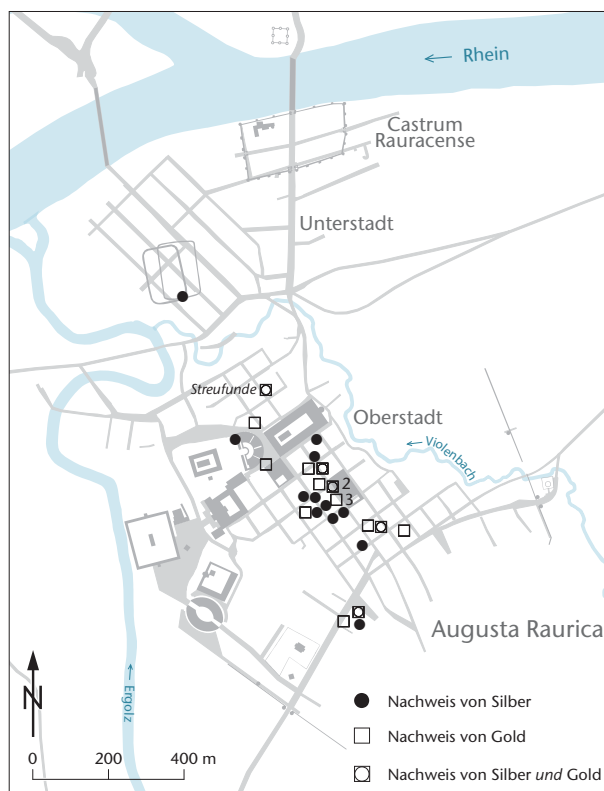 Rhein
Castrum
Rauracense
Unterstadt
Streufunde
Oberstadt
Violenbach
2
3
Augusta Raurica
Ergolz
N
0 200 400 m
Nachweis von Silber
Nachweis von Gold
Nachweis von Silber und Gold